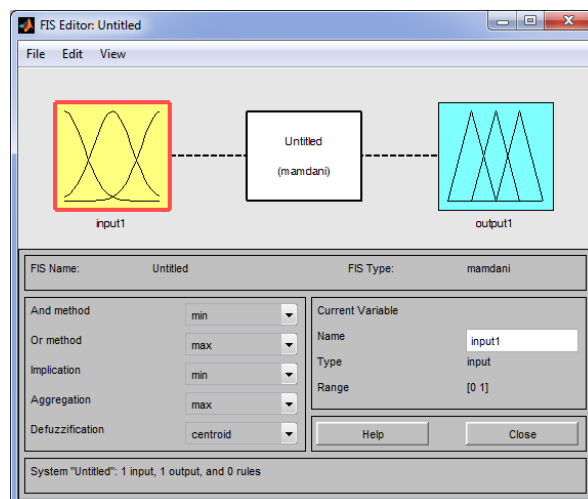 FIS Editor: Untitled
File Edit View
Untitled
(mamdani)
input1
output1
FIS Name: Untitled FIS Type: mamdani
And method min
Or method max
Implication min
Aggregation max
Defuzzification centroid
Current Variable
Name input1
Type input
Range [0 1]
Help Close
System "Untitled": 1 input, 1 output, and 0 rules